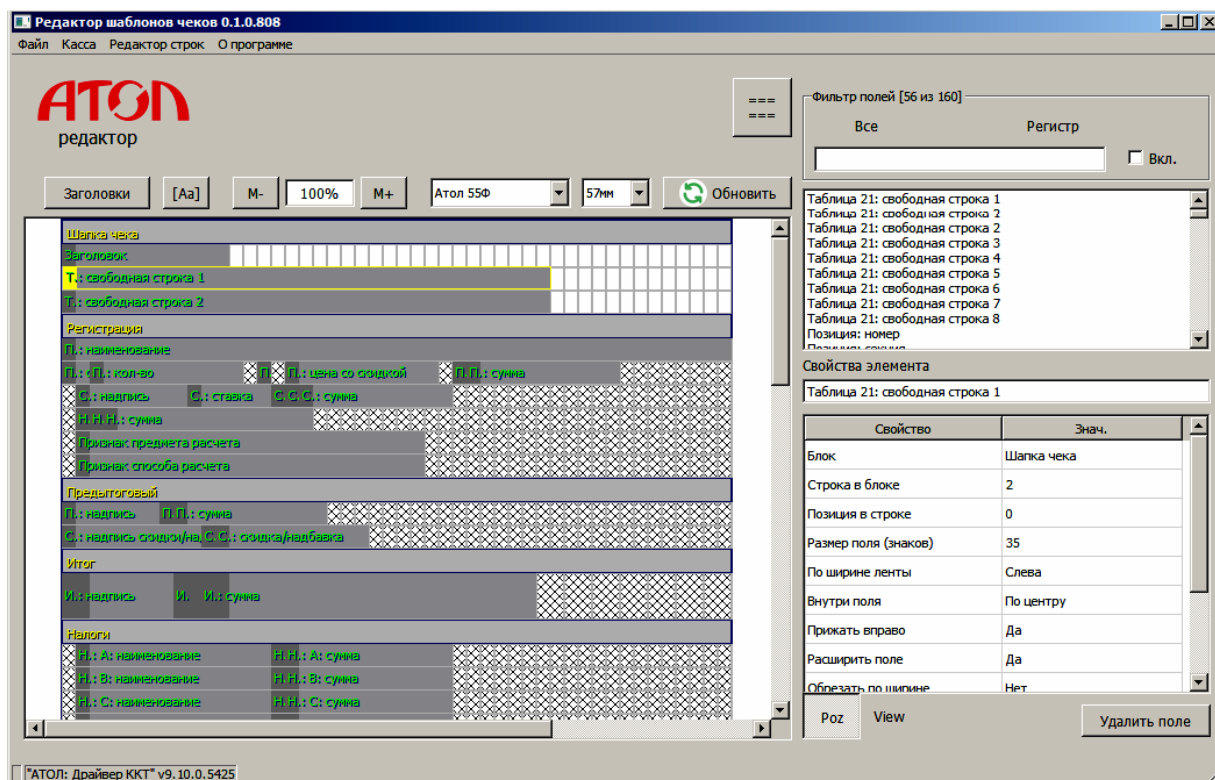 Редактор шаблонов чеков 0.1.0.808
Файл Касса Редактор строк О программе
АТОЛ
редактор
===
===
Заголовки
[Aa]
М-
100%
М+
Атол 55Ф
57мм
Обновить
Шапка чека
Заголовок
Т.: свободная строка 1
Т.: свободная строка 2
Регистрация
П.: наименование
П.: П.: кол-во П. П.: цена со скидкой П.П.: сумма
С.: надпись С.: ставка С.С.С.: сумма
Н.Н.Н.: сумма
Признак предмета расчета
Признак способа расчета
Предытоговый
П.: надпись П.П.: сумма
С.: надпись скидки/на. С.С.: скидка/надбавка
Итог
И.: надпись И. И.: сумма
Налоги
Н.: А: наименование Н.Н.: А: сумма
Н.: В: наименование Н.Н.: В: сумма
Н.: С: наименование Н.Н.: С: сумма
Фильтр полей [56 из 160]
Все Регистр
Вкл.
Таблица 21: свободная строка 1
Таблица 21: свободная строка 2
Таблица 21: свободная строка 2
Таблица 21: свободная строка 3
Таблица 21: свободная строка 4
Таблица 21: свободная строка 5
Таблица 21: свободная строка 6
Таблица 21: свободная строка 7
Таблица 21: свободная строка 8
Позиция: номер
Позиция: секция
Свойства элемента
Таблица 21: свободная строка 1
Свойство Знач.
Блок Шапка чека
Строка в блоке 2
Позиция в строке 0
Размер поля (знаков) 35
По ширине ленты Слева
Внутри поля По центру
Прижать вправо Да
Расширить поле Да
Обрезать по ширине Нет
Poz View
Удалить поле
"АТОЛ: Драйвер ККТ" v9.10.0.5425